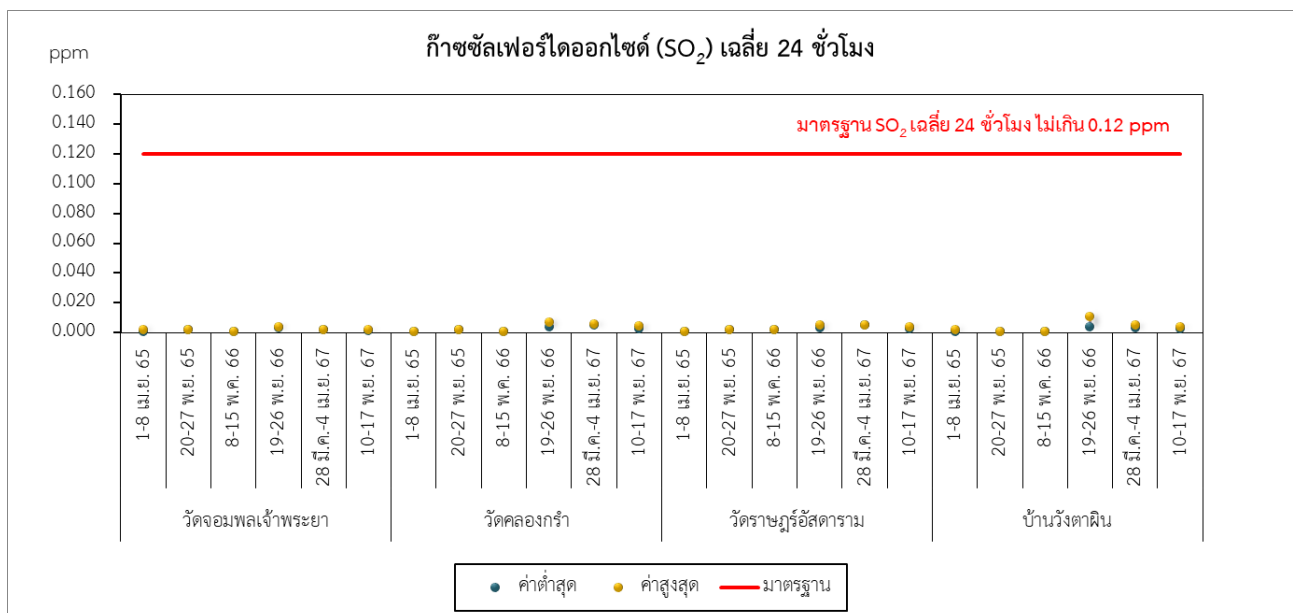 ก๊าซซัลเฟอร์ไดออกไซด์ (SO₂) เฉลี่ย 24 ชั่วโมง
ppm
0.160
0.140
0.120
0.100
0.080
0.060
0.040
0.020
0.000
มาตรฐาน SO₂ เฉลี่ย 24 ชั่วโมง ไม่เกิน 0.12 ppm
1-8 เม.ย. 65
20-27 พ.ย. 65
8-15 พ.ค. 66
19-26 พ.ย. 66
28 มี.ค.-4 เม.ย. 67
10-17 พ.ย. 67
1-8 เม.ย. 65
20-27 พ.ย. 65
8-15 พ.ค. 66
19-26 พ.ย. 66
28 มี.ค.-4 เม.ย. 67
10-17 พ.ย. 67
1-8 เม.ย. 65
20-27 พ.ย. 65
8-15 พ.ค. 66
19-26 พ.ย. 66
28 มี.ค.-4 เม.ย. 67
10-17 พ.ย. 67
1-8 เม.ย. 65
20-27 พ.ย. 65
8-15 พ.ค. 66
19-26 พ.ย. 66
28 มี.ค.-4 เม.ย. 67
10-17 พ.ย. 67
วัดจอมพลเจ้าพระยา
วัดคลองกรำ
วัดราษฎร์อัสดาราม
บ้านวังตาผิน
ค่าต่ำสุด
ค่าสูงสุด
มาตรฐาน